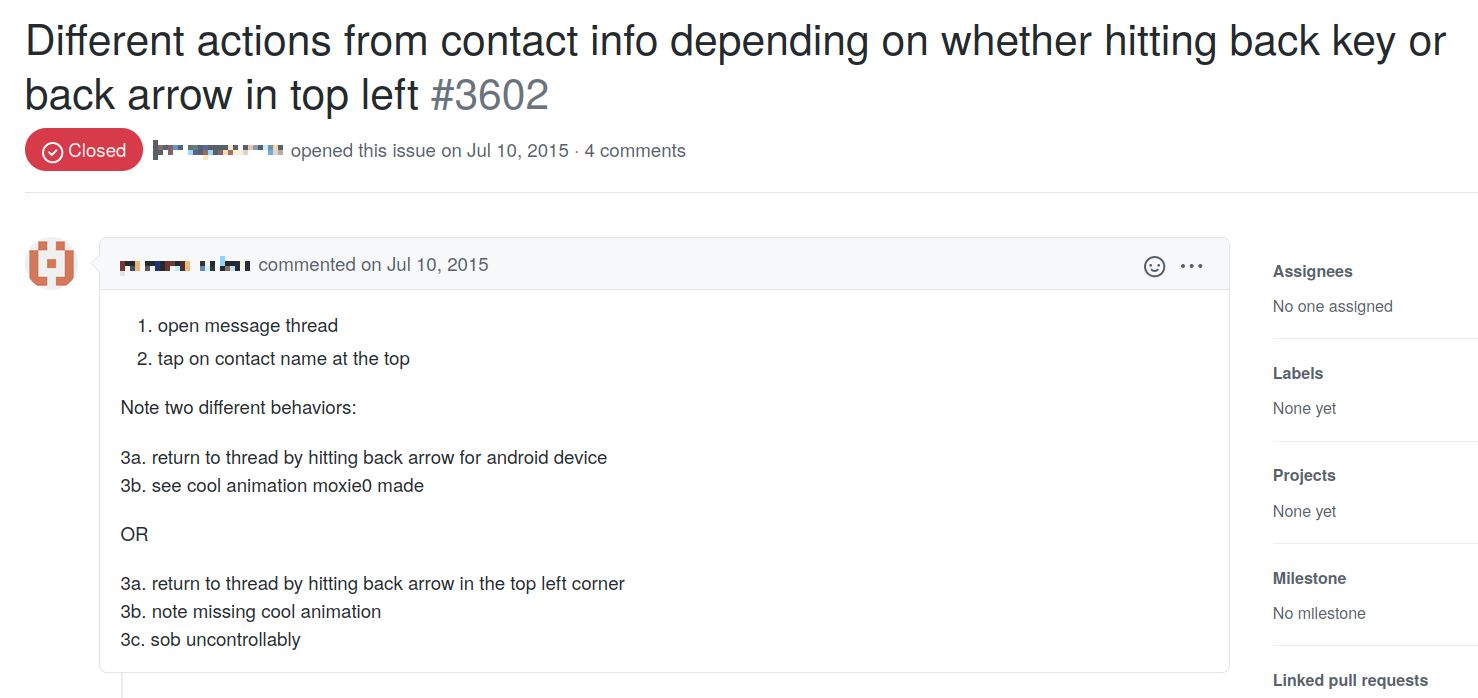 Different actions from contact info depending on whether hitting back key or
back arrow in top left #3602
Closed opened this issue on Jul 10, 2015 · 4 comments
commented on Jul 10, 2015
1. open message thread
2. tap on contact name at the top
Note two different behaviors:
3a. return to thread by hitting back arrow for android device
3b. see cool animation moxie0 made
OR
3a. return to thread by hitting back arrow in the top left corner
3b. note missing cool animation
3c. sob uncontrollably
Assignees
No one assigned
Labels
None yet
Projects
None yet
Milestone
No milestone
Linked pull requests